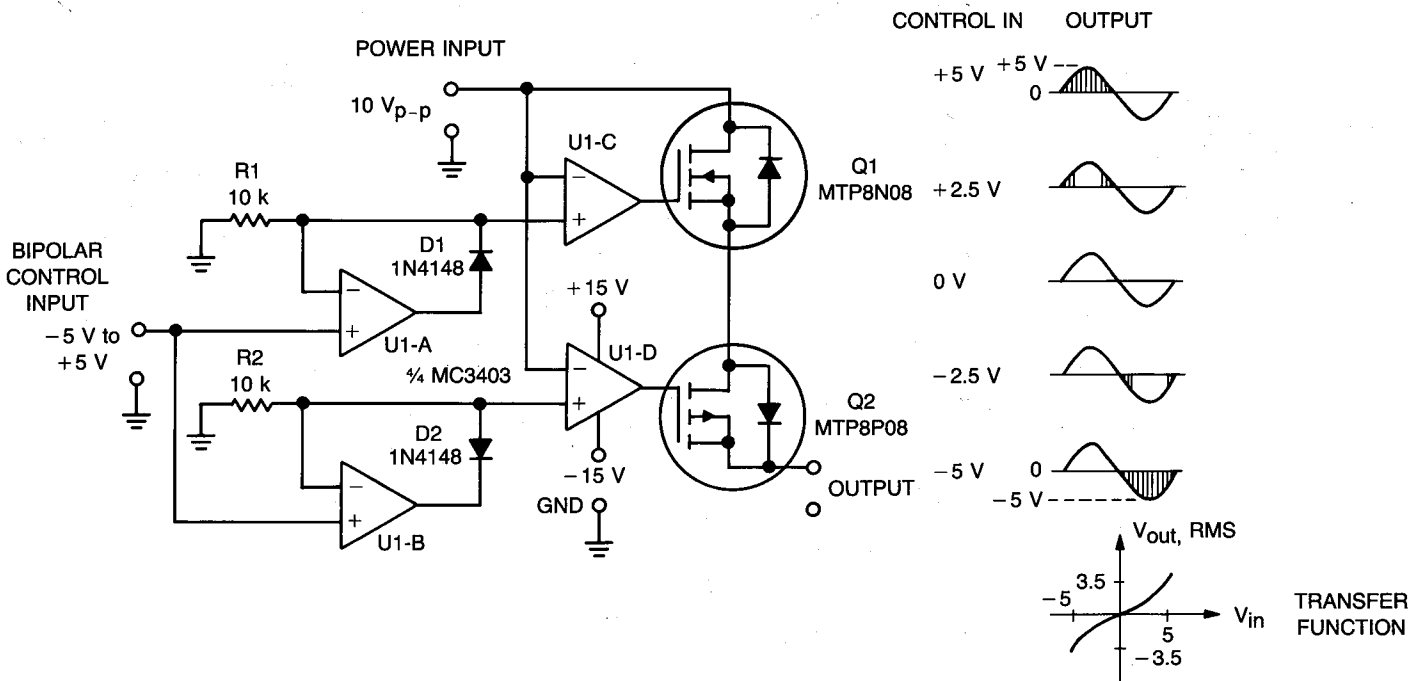 CONTROL IN OUTPUT
POWER INPUT
10 Vp-p
U1-C
−
+
Q1
MTP8N08
R1
10 k
D1
1N4148
BIPOLAR
CONTROL
INPUT
−5 V to
+5 V
−
+
U1-A
+15 V
U1-D
−
+
4/4 MC3403
R2
10 k
D2
1N4148
−15 V
GND
Q2
MTP8P08
OUTPUT
−
+
U1-B
+5 V
+5 V
0
+2.5 V
0 V
−2.5 V
−5 V
0
−5 V
Vout, RMS
3.5
−5
Vin
5
−3.5
TRANSFER
FUNCTION